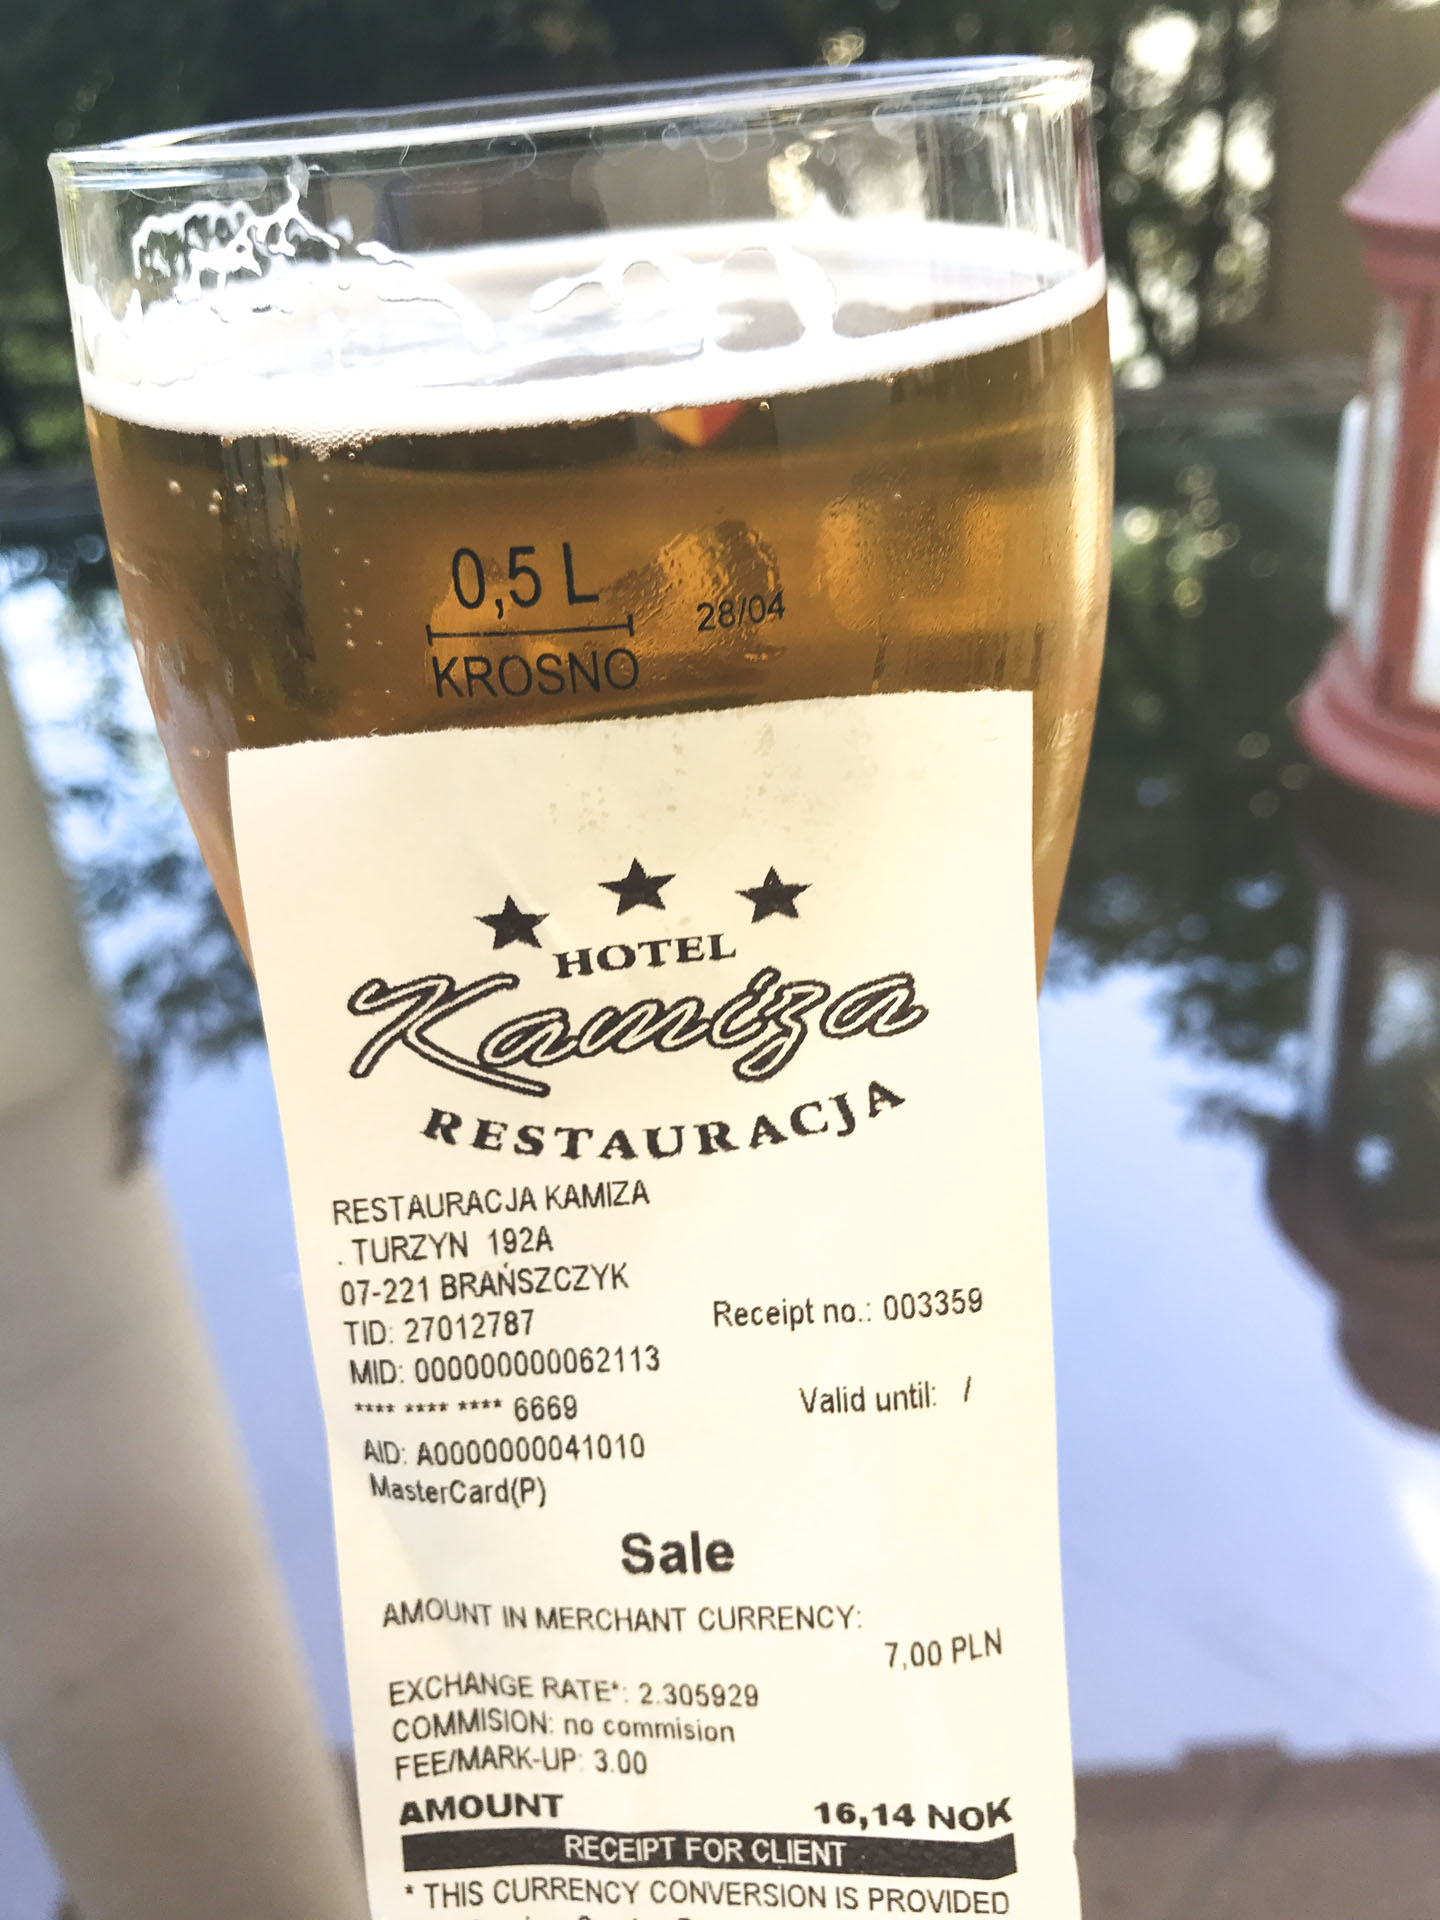 0,5 L
28/04
KROSNO
HOTEL
Kamiza
RESTAURACJA
RESTAURACJA KAMIZA
. TURZYN 192A
07-221 BRAŃSZCZYK
TID: 27012787
Receipt no.: 003359
MID: 000000000062113
**** **** **** 6669
Valid until: /
AID: A0000000041010
MasterCard(P)
Sale
AMOUNT IN MERCHANT CURRENCY:
7,00 PLN
EXCHANGE RATE*: 2.305929
COMMISION: no commision
FEE/MARK-UP: 3.00
AMOUNT 16,14 NOK
RECEIPT FOR CLIENT
* THIS CURRENCY CONVERSION IS PROVIDED